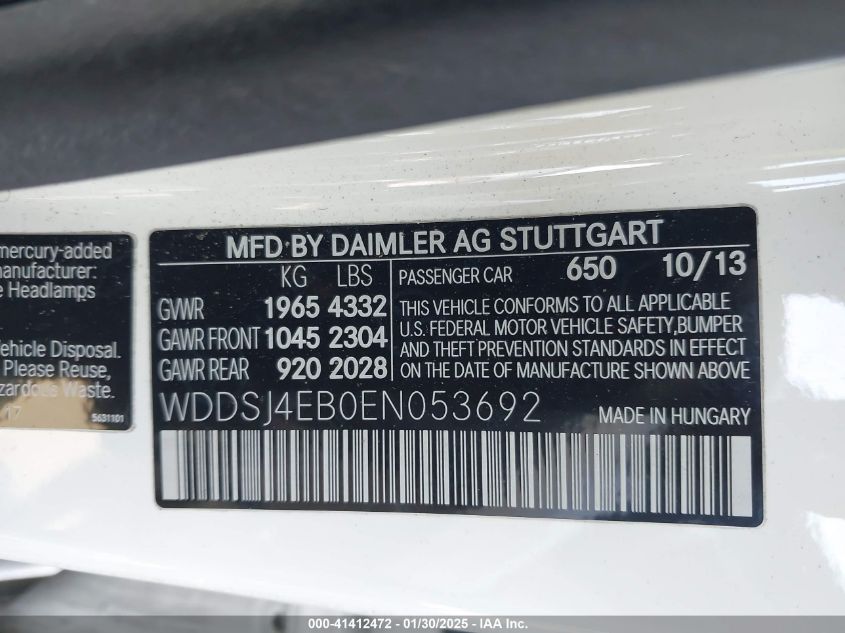 mercury-added
manufacturer:
e Headlamps
Vehicle Disposal.
Please Reuse,
azardous Waste.
17
5631101
MFD BY DAIMLER AG STUTTGART
KG LBS
GVWR 1965 4332
GAWR FRONT 1045 2304
GAWR REAR 920 2028
PASSENGER CAR 650 10/13
THIS VEHICLE CONFORMS TO ALL APPLICABLE
U.S. FEDERAL MOTOR VEHICLE SAFETY,BUMPER
AND THEFT PREVENTION STANDARDS IN EFFECT
ON THE DATE OF MANUFACTURE SHOWN ABOVE
WDDSJ4EB0EN053692 MADE IN HUNGARY
000-41412472 - 01/30/2025 - IAA Inc.